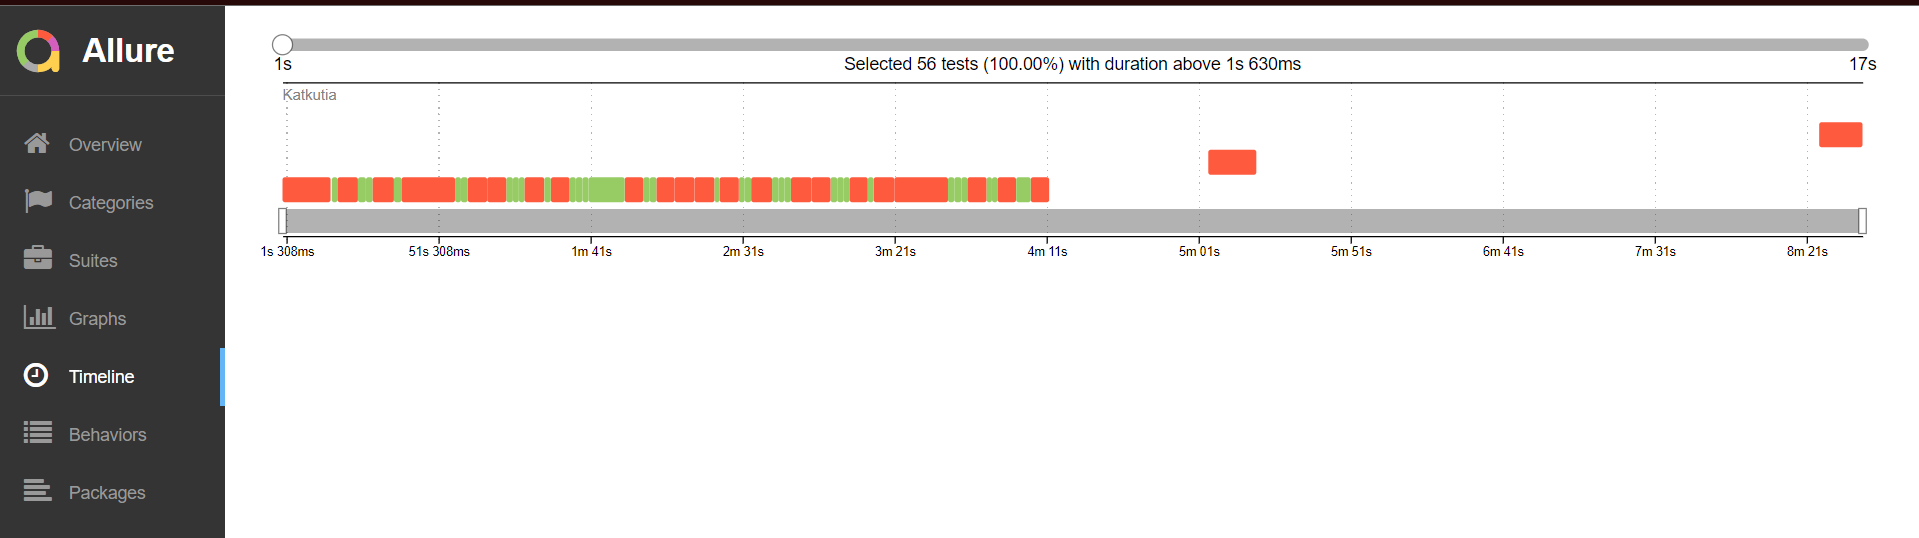 Allure
Overview
Categories
Suites
Graphs
Timeline
Behaviors
Packages
1s
Selected 56 tests (100.00%) with duration above 1s 630ms
17s
Katkutia
1s 308ms 51s 308ms 1m 41s 2m 31s 3m 21s 4m 11s 5m 01s 5m 51s 6m 41s 7m 31s 8m 21s